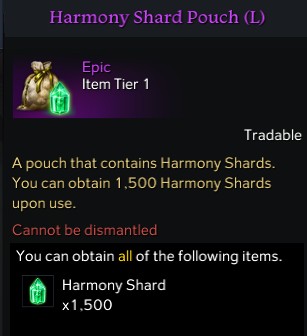 Harmony Shard Pouch (L)
Epic
Item Tier 1
Tradable
A pouch that contains Harmony Shards.
You can obtain 1,500 Harmony Shards
upon use.
Cannot be dismantled
You can obtain all of the following items.
Harmony Shard
x1,500